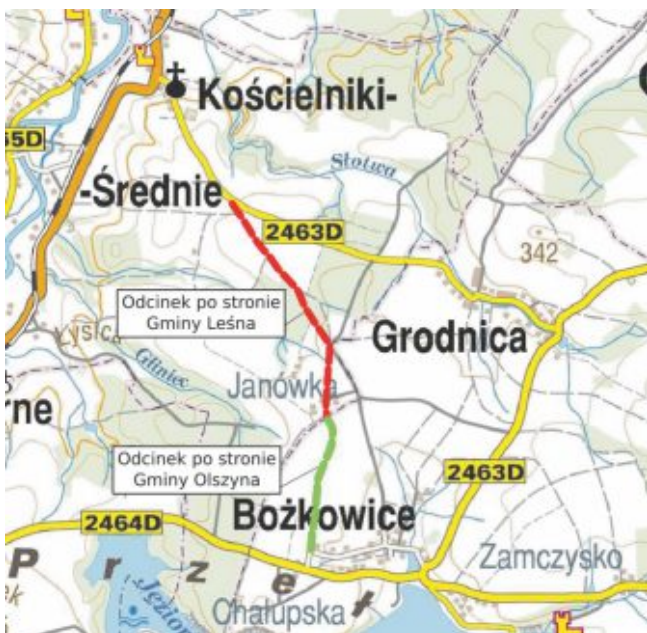 Kościelniki-
65D
Słotwa
-Średnie
2463D
342
Odcinek po stronie
Gminy Leśna
Grodnica
Gliniec
Janówka
rne
Odcinek po stronie
Gminy Olszyna
2463D
Bożkowice
2464D
Zamczysko
P r z e
Chałupska